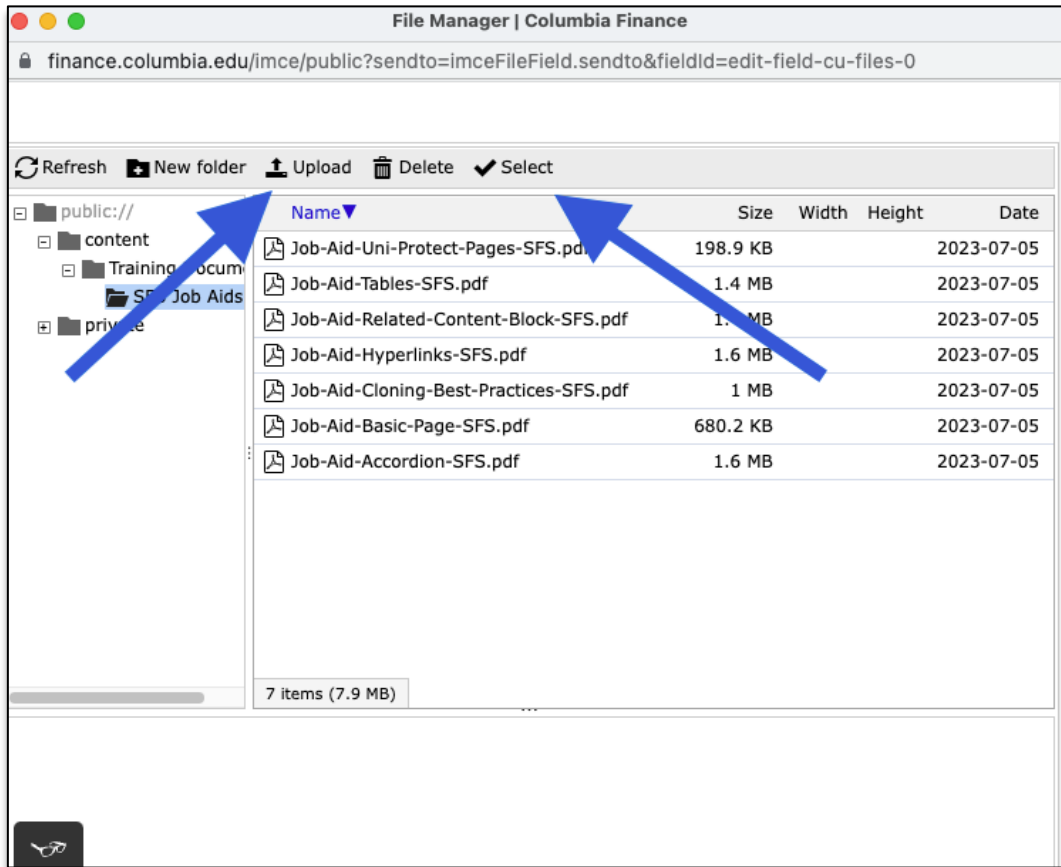 File Manager | Columbia Finance
finance.columbia.edu/imce/public?sendto=imceFileField.sendto&fieldId=edit-field-cu-files-0
Refresh New folder Upload Delete Select
public://
content
Training
SFS Job Aids
private
Name▼ Size Width Height Date
Job-Aid-Uni-Protect-Pages-SFS.pdf 198.9 KB 2023-07-05
Job-Aid-Tables-SFS.pdf 1.4 MB 2023-07-05
Job-Aid-Related-Content-Block-SFS.pdf MB 2023-07-05
Job-Aid-Hyperlinks-SFS.pdf 1.6 MB 2023-07-05
Job-Aid-Cloning-Best-Practices-SFS.pdf 1 MB 2023-07-05
Job-Aid-Basic-Page-SFS.pdf 680.2 KB 2023-07-05
Job-Aid-Accordion-SFS.pdf 1.6 MB 2023-07-05
7 items (7.9 MB)